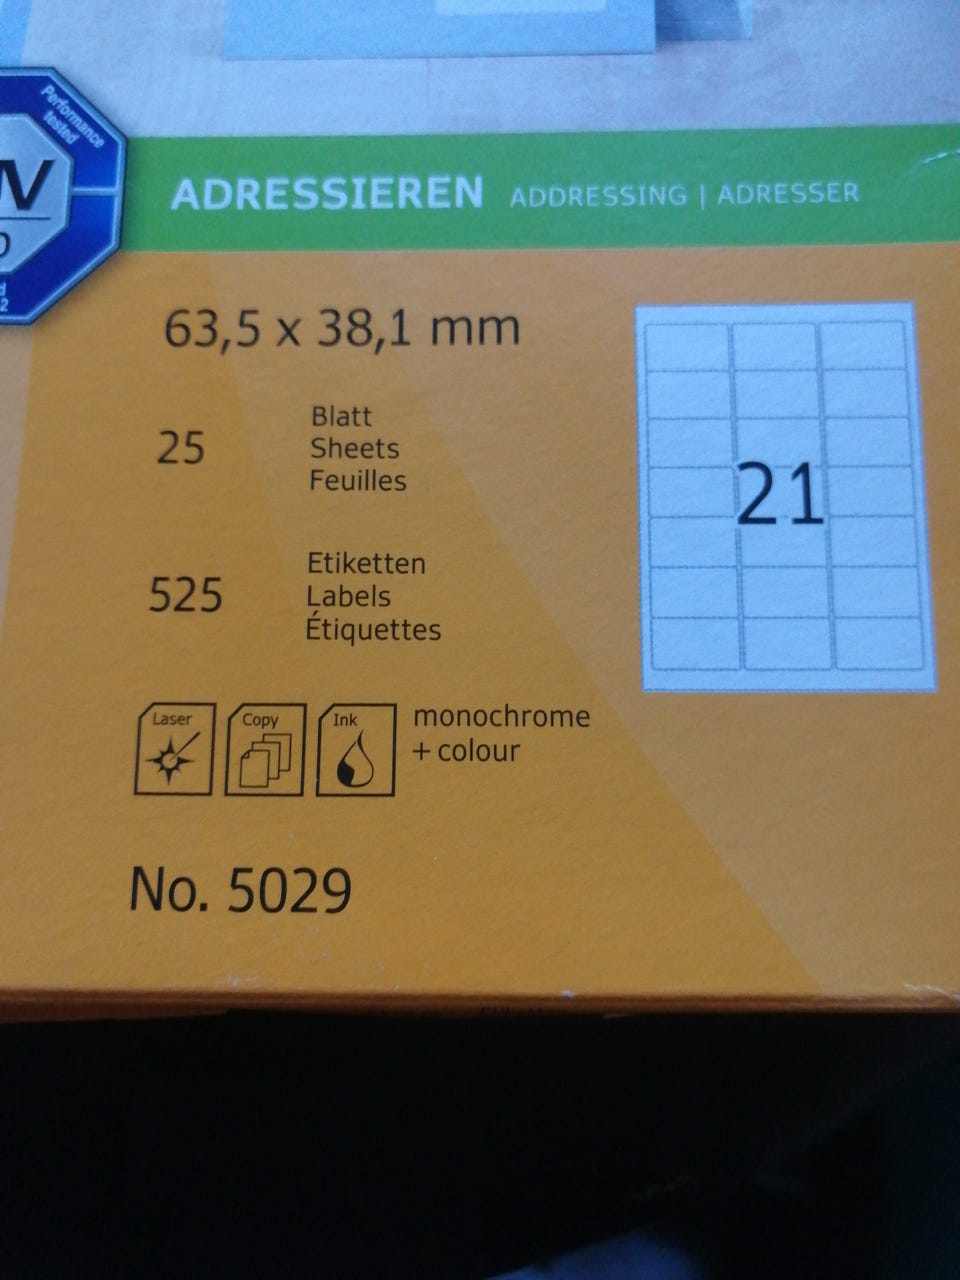 Performance
tested
ADRESSIEREN ADDRESSING | ADRESSER
63,5 x 38,1 mm
25
Blatt
Sheets
Feuilles
21
525
Etiketten
Labels
Étiquettes
Laser
Copy
Ink
monochrome
+ colour
No. 5029